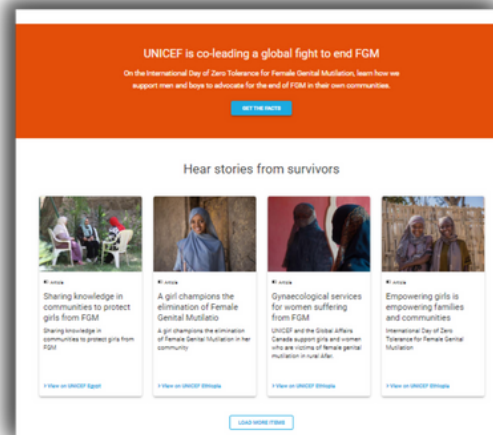 UNICEF is co-leading a global fight to end FGM
On the International Day of Zero Tolerance for Female Genital Mutilation, learn how we
support men and boys to advocate for the end of FGM in their own communities.
GET THE FACTS
Hear stories from survivors
Article
Sharing knowledge in
communities to protect
girls from FGM
Sharing knowledge in
communities to protect girls from
FGM
View on UNICEF Egypt
Article
A girl champions the
elimination of Female
Genital Mutilatio
A girl champions the elimination
of Female Genital Mutilation in her
community
View on UNICEF Ethiopia
Article
Gynaecological services
for women suffering
from FGM
UNICEF and the Global Affairs
Canada support girls and women
who are victims of female genital
mutilation in rural Afar.
View on UNICEF Ethiopia
Article
Empowering girls is
empowering families
and communities
International Day of Zero
Tolerance for Female Genital
Mutilation
View on UNICEF Ethiopia
LOAD MORE ITEMS